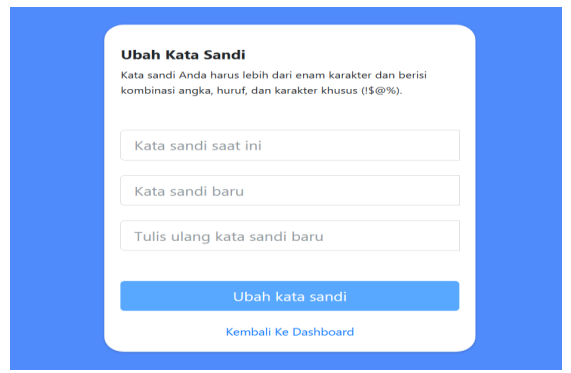 Ubah Kata Sandi
Kata sandi Anda harus lebih dari enam karakter dan berisi
kombinasi angka, huruf, dan karakter khusus (!$@%).
Kata sandi saat ini
Kata sandi baru
Tulis ulang kata sandi baru
Ubah kata sandi
Kembali Ke Dashboard